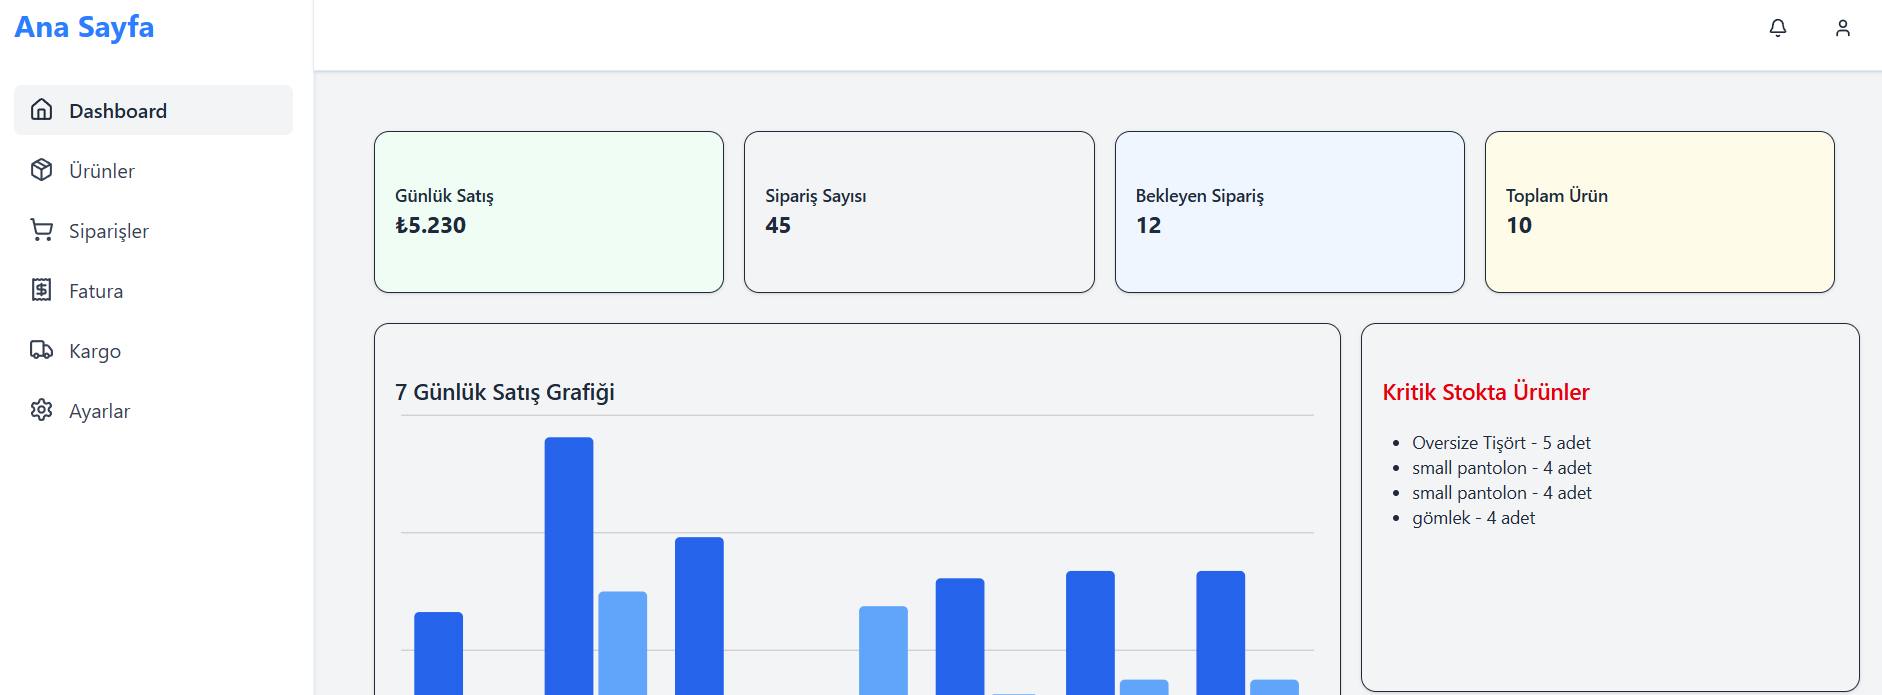 Ana Sayfa
Dashboard
Ürünler
Siparişler
Fatura
Kargo
Ayarlar
Günlük Satış
₺5.230
Sipariş Sayısı
45
Bekleyen Sipariş
12
Toplam Ürün
10
7 Günlük Satış Grafiği
Kritik Stokta Ürünler
• Oversize Tişört - 5 adet
• small pantolon - 4 adet
• small pantolon - 4 adet
• gömlek - 4 adet